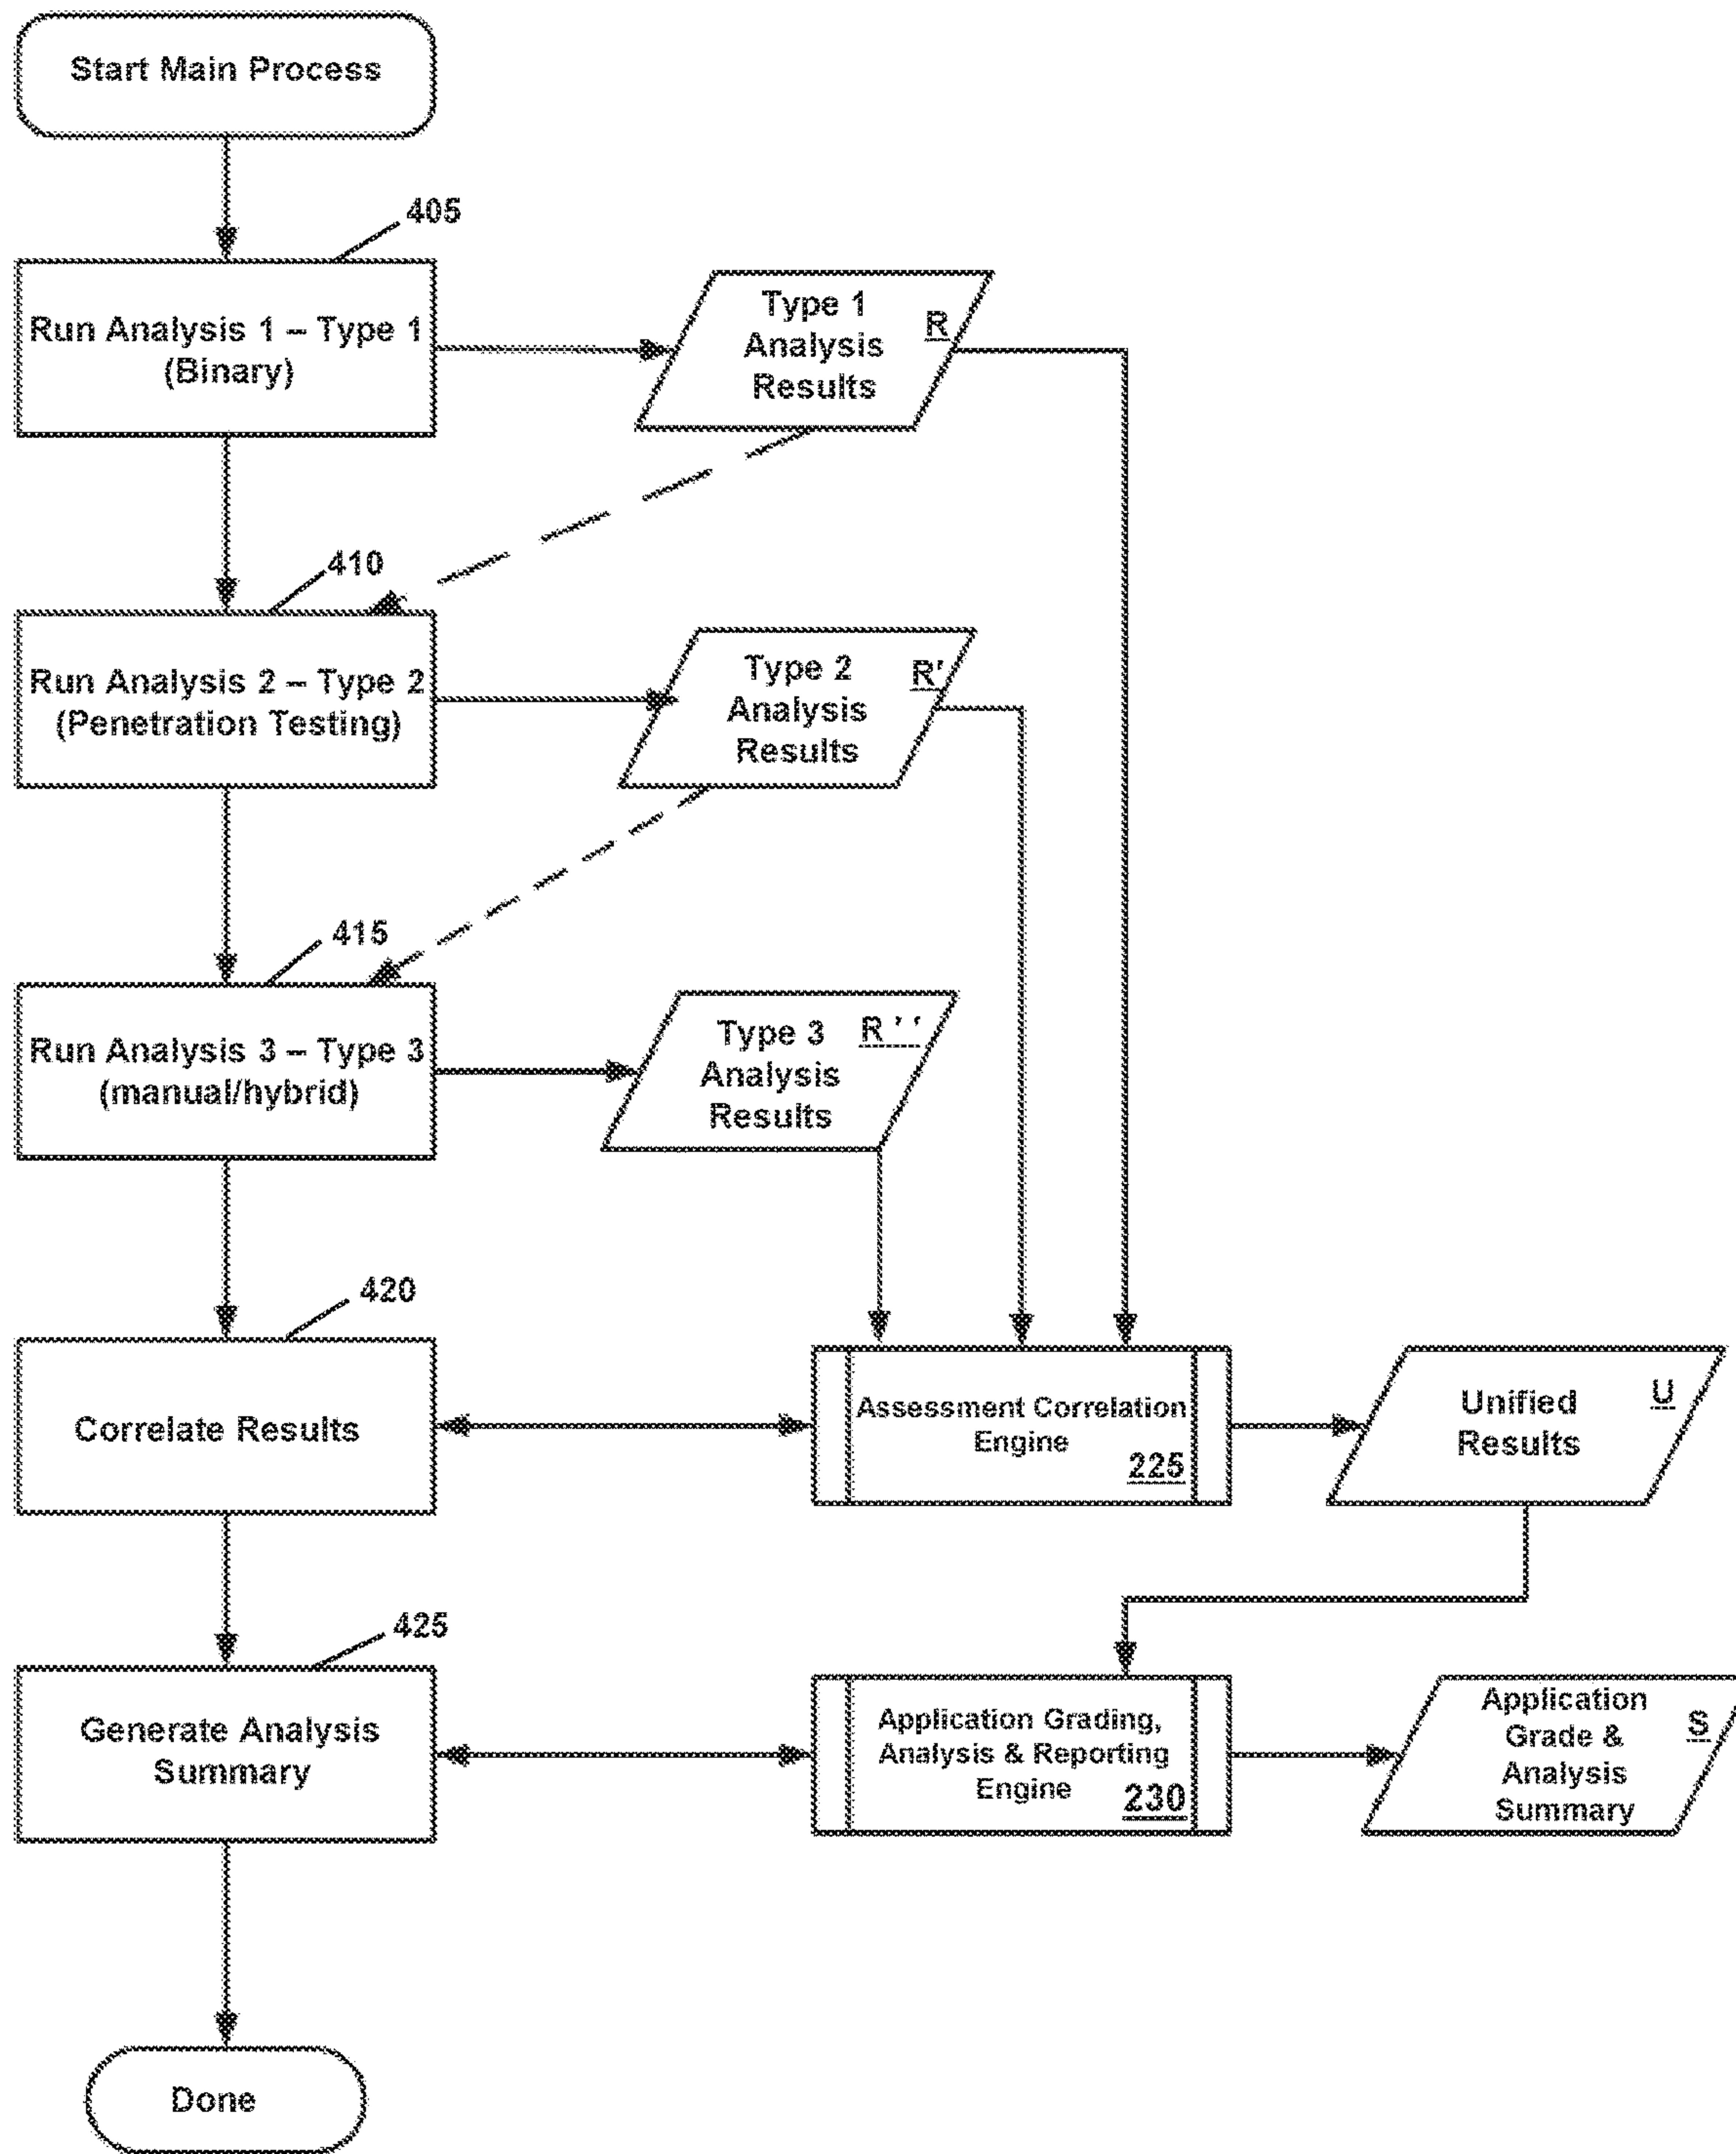 Start Main Process
405
Run Analysis 1 – Type 1
(Binary)
Type 1
Analysis
Results
R
410
Run Analysis 2 – Type 2
(Penetration Testing)
Type 2
Analysis
Results
R'
415
Run Analysis 3 – Type 3
(manual/hybrid)
Type 3
Analysis
Results
R ' '
420
Correlate Results
Assessment Correlation
Engine
225
Unified
Results
U
425
Generate Analysis
Summary
Application Grading,
Analysis & Reporting
Engine
230
Application
Grade &
Analysis
Summary
S
Done